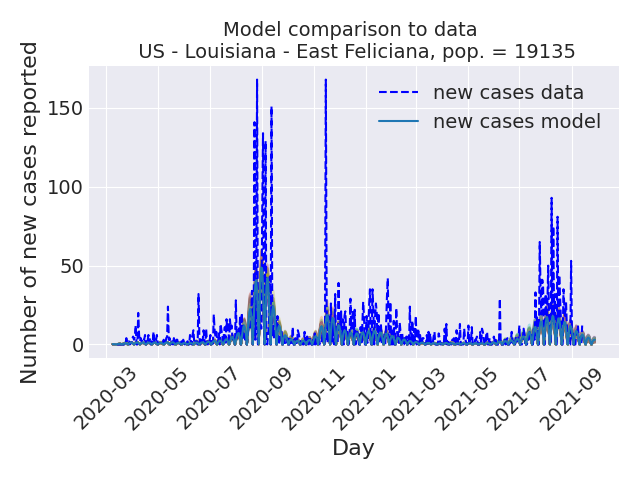 Model comparison to data
US - Louisiana - East Feliciana, pop. = 19135
Number of new cases reported
150
100
50
0
new cases data
new cases model
2020-03
2020-05
2020-07
2020-09
2020-11
2021-01
2021-03
2021-05
2021-07
2021-09
Day